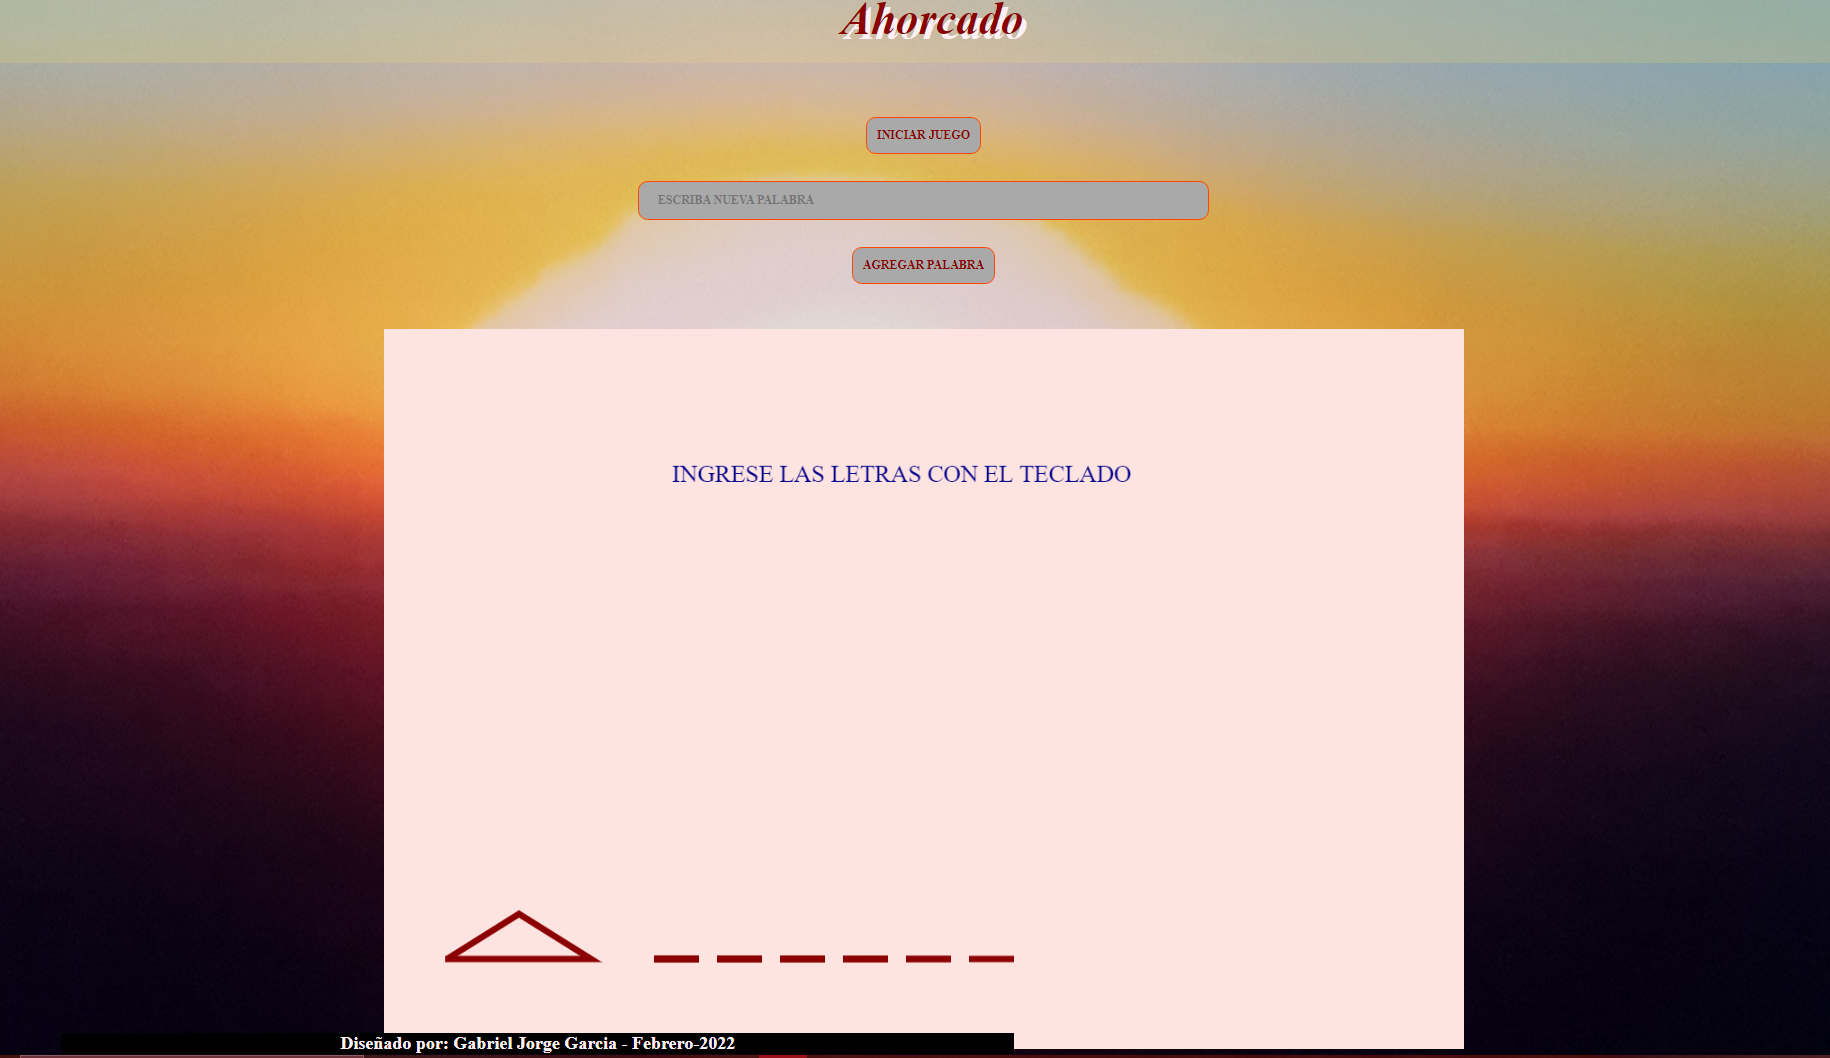 Ahorcado
INICIAR JUEGO
ESCRIBA NUEVA PALABRA
AGREGAR PALABRA
INGRESE LAS LETRAS CON EL TECLADO
Diseñado por: Gabriel Jorge Garcia - Febrero-2022